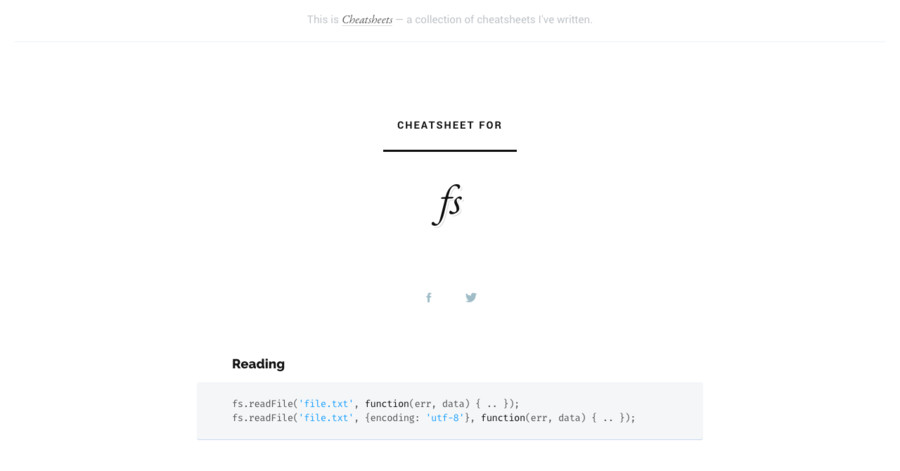 This is Cheatsheets — a collection of cheatsheets I've written.
CHEATSHEET FOR
fs
Reading
fs.readFile('file.txt', function(err, data) { .. });
fs.readFile('file.txt', {encoding: 'utf-8'}, function(err, data) { .. });